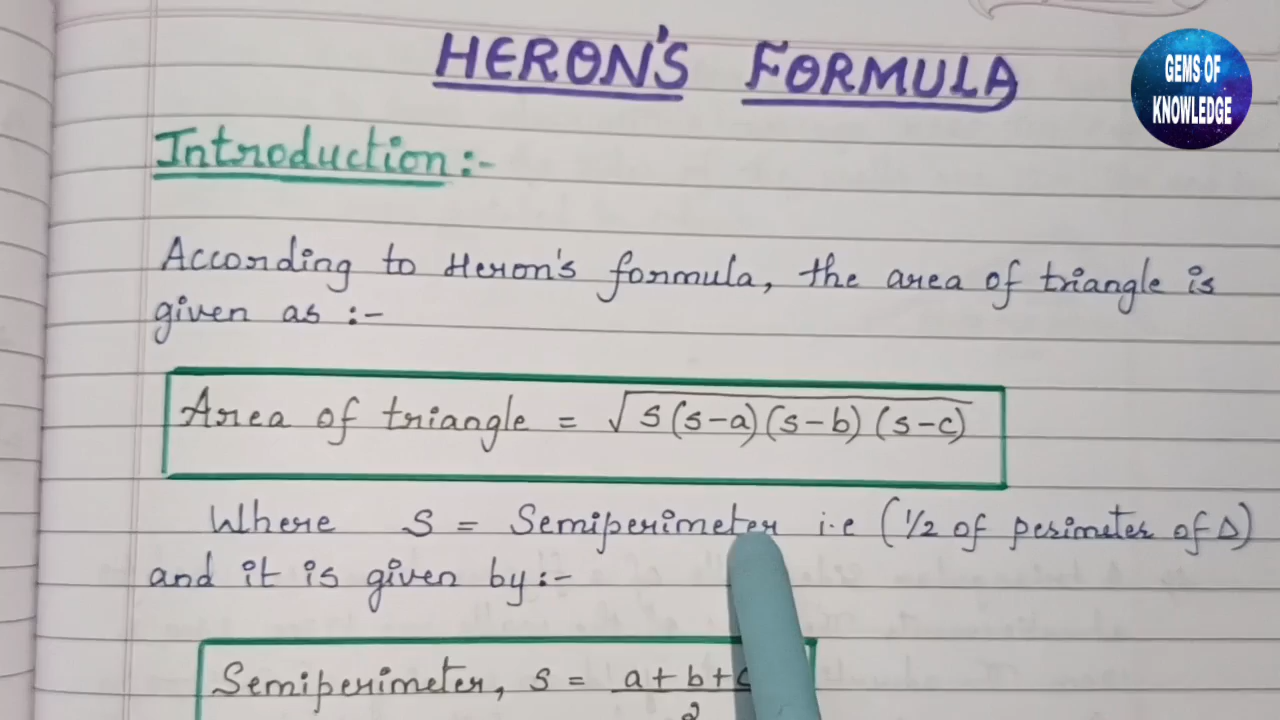 HERON'S FORMULA
GEMS OF
KNOWLEDGE
Introduction:-
According to Heron's formula, the area of triangle is
given as :-
Area of triangle = √s(s-a)(s-b)(s-c)
Where S = Semiperimeter i.e (1/2 of perimeter of Δ)
and it is given by:-
Semiperimeter, s = a+b+c
2